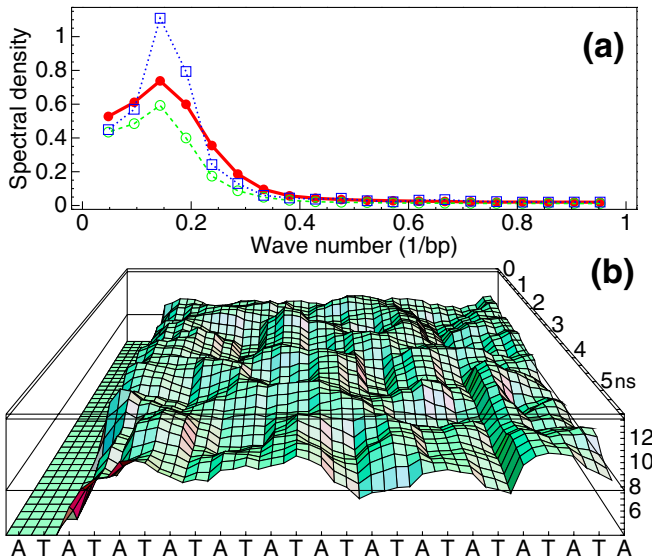 (a)
Spectral density
1
0.8
0.6
0.4
0.2
0
0 0.2 0.4 0.6 0.8 1
Wave number (1/bp)
(b)
0
1
2
3
4
5ns
12
10
8
6
A T A T A T A T A T A T A T A T A T A T A T A T A